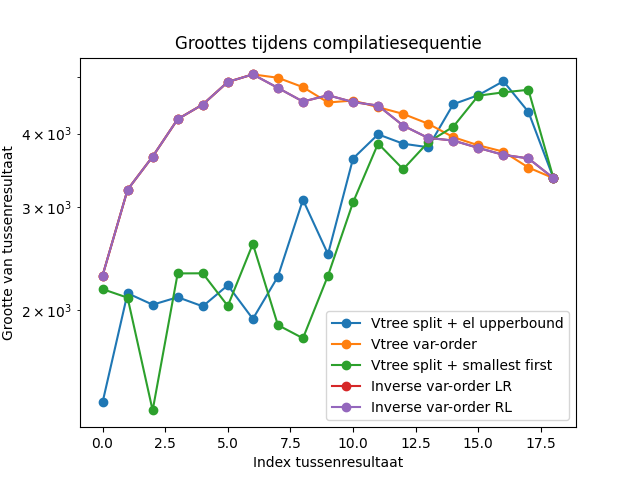 Groottes tijdens compilatiesequentie
Grootte van tussenresultaat
4 × 10³
3 × 10³
2 × 10³
Vtree split + el upperbound
Vtree var-order
Vtree split + smallest first
Inverse var-order LR
Inverse var-order RL
0.0 2.5 5.0 7.5 10.0 12.5 15.0 17.5
Index tussenresultaat